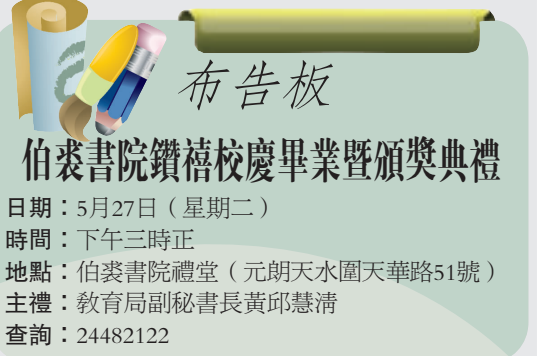 布告板
伯裘書院鑽禧校慶畢業暨頒獎典禮
日期：5月27日（星期二）
時間：下午三時正
地點：伯裘書院禮堂（元朗天水圍天華路51號）
主禮：教育局副秘書長黃邱慧清
查詢：24482122